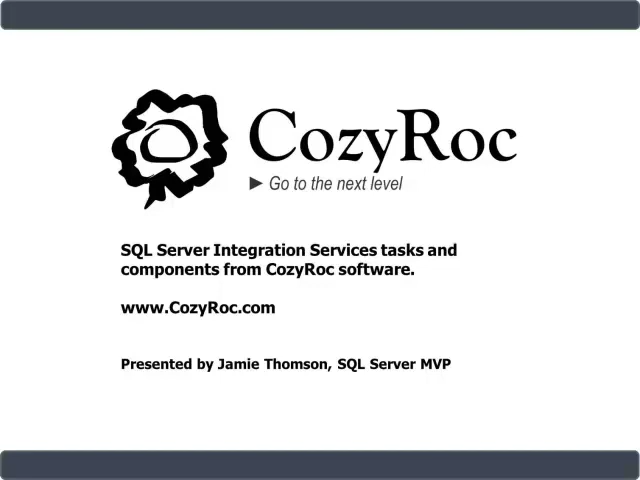 CozyRoc
► Go to the next level
SQL Server Integration Services tasks and
components from CozyRoc software.
www.CozyRoc.com
Presented by Jamie Thomson, SQL Server MVP